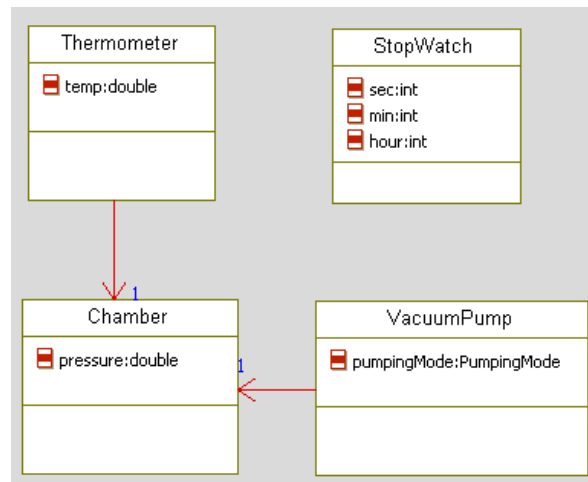 Thermometer
temp:double
StopWatch
sec:int
min:int
hour:int
1
Chamber
pressure:double
1
VacuumPump
pumpingMode:PumpingMode